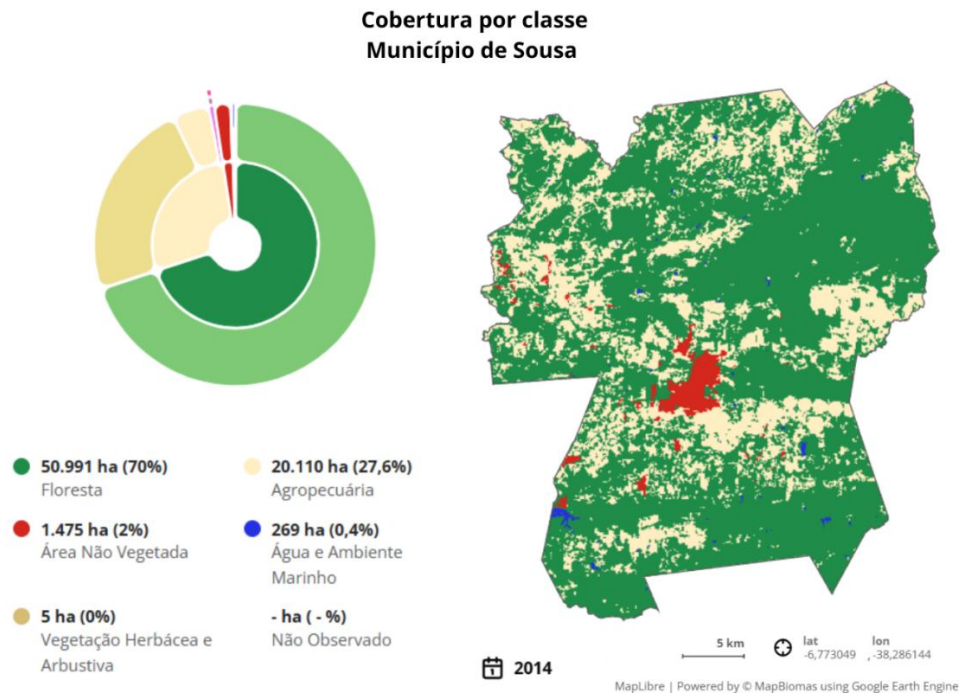 Cobertura por classe
Município de Sousa
50.991 ha (70%)
Floresta
20.110 ha (27,6%)
Agropecuária
1.475 ha (2%)
Área Não Vegetada
269 ha (0,4%)
Água e Ambiente
Marinho
5 ha (0%)
Vegetação Herbácea e
Arbustiva
- ha ( - %)
Não Observado
2014
5 km
lat
-6,773049
lon
, -38,286144
MapLibre | Powered by © MapBiomas using Google Earth Engine